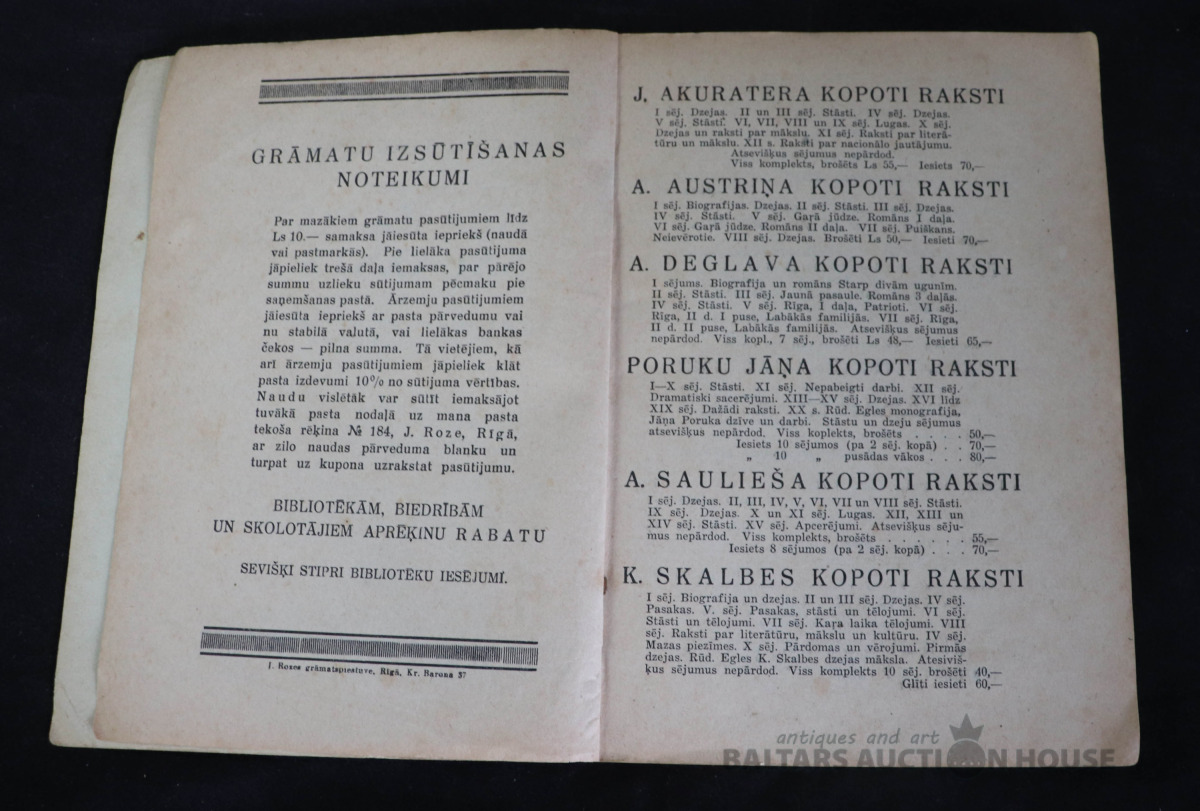 GRĀMATU IZSŪTĪŠANAS
NOTEIKUMI
Par mazākiem grāmatu pasūtijumiem līdz
Ls 10.— samaksa jāiesūta iepriekš (naudā
vai pastmarkās). Pie lielāka pasūtijuma
jāpieliek trešā daļa iemaksas, par pārējo
summu uzlieku sūtijumam pēcmaku pie
saņemšanas pastā. Ārzemju pasūtijumiem
jāiesūta iepriekš ar pasta pārvedumu vai
nu stabilā valutā, vai lielākas bankas
čekos — pilna summa. Tā vietējiem, kā
arī ārzemju pasūtijumiem jāpieliek klāt
pasta izdevumi 10% no sūtijuma vērtības.
Naudu vislētāk var sūtīt iemaksājot
tuvākā pasta nodaļā uz mana pasta
tekoša rēķina № 184, J. Roze, Rīgā,
ar zilo naudas pārveduma blanku un
turpat uz kupona uzrakstat pasūtijumu.
BIBLIOTĒKĀM, BIEDRĪBĀM
UN SKOLOTĀJIEM APRĒĶINU RABATU
SEVIŠĶI STIPRI BIBLIOTĒKU IESĒJUMI.
J. Rozes grāmatspiestuve, Rīgā, Kr. Barona 37
J. AKURATERA KOPOTI RAKSTI
I sēj. Dzejas. II un III sēj. Stāsti. IV sēj. Dzejas.
V sēj. Stāsti. VI, VII, VIII un IX sēj. Lugas. X sēj.
Dzejas un raksti par mākslu. XI sēj. Raksti par literā-
tūru un mākslu. XII s. Raksti par nacionālo jautājumu.
Atsevišķus sējumus nepārdod.
Viss komplekts, brošēts Ls 55,— Iesiets 70,—
A. AUSTRIŅA KOPOTI RAKSTI
I sēj. Biografijas. Dzejas. II sēj. Stāsti. III sēj. Dzejas.
IV sēj. Stāsti. V sēj. Gaŗā jūdze. Romāns I daļa.
VI sēj. Gaŗā jūdze. Romāns II daļa. VII sēj. Puiškans.
Neievērotie. VIII sēj. Dzejas. Brošēti Ls 50,— Iesieti 70,—
A. DEGLAVA KOPOTI RAKSTI
I sējums. Biografija un romāns Starp divām ugunīm.
II sēj. Stāsti. III sēj. Jaunā pasaule. Romāns 3 daļās.
IV sēj. Stāsti. V sēj. Rīga, I daļa, Patrioti. VI sēj.
Rīga, II d. I puse, Labākās familijās. VII sēj. Rīga,
II d. II puse, Labākās familijās. Atsevišķus sējumus
nepārdod. Viss kopl., 7 sēj., brošēti Ls 48,— Iesieti 65,—
PORUKU JĀŅA KOPOTI RAKSTI
I—X sēj. Stāsti. XI sēj. Nepabeigti darbi. XII sēj.
Dramatiski sacerējumi. XIII—XV sēj. Dzejas. XVI līdz
XIX sēj. Dažādi raksti. XX s. Rūd. Egles monografija,
Jāņa Poruka dzīve un darbi. Stāstu un dzeju sējumus
atsevišķus nepārdod. Viss koplekts, brošēts . . . . 50,—
Iesiets 10 sējumos (pa 2 sēj. kopā) . . 70,—
„ 10 „ pusādas vākos . . . 80,—
A. SAULIEŠA KOPOTI RAKSTI
I sēj. Dzejas. II, III, IV, V, VI, VII un VIII sēj. Stāsti.
IX sēj. Dzejas. X un XI sēj. Lugas. XII, XIII un
XIV sēj. Stāsti. XV sēj. Apcerējumi. Atsevišķus sēju-
mus nepārdod. Viss komplekts, brošēts . . . . . . 55,—
Iesiets 8 sējumos (pa 2 sēj. kopā) . . . 70,—
K. SKALBES KOPOTI RAKSTI
I sēj. Biografija un dzejas. II un III sēj. Dzejas. IV sēj.
Pasakas. V. sēj. Pasakas, stāsti un tēlojumi. VI sēj.
Stāsti un tēlojumi. VII sēj. Kaŗa laika tēlojumi. VIII
sēj. Raksti par literātūru, mākslu un kultūru. IV sēj.
Mazas piezīmes. X sēj. Pārdomas un vērojumi. Pirmās
dzejas. Rūd. Egles K. Skalbes dzejas māksla. Atesiviš-
ķus sējumus nepārdod. Viss komplekts 10 sēj. brošēti 40,—
Glīti iesieti 60,—
antiques and art
BALTARS AUCTION HOUSE